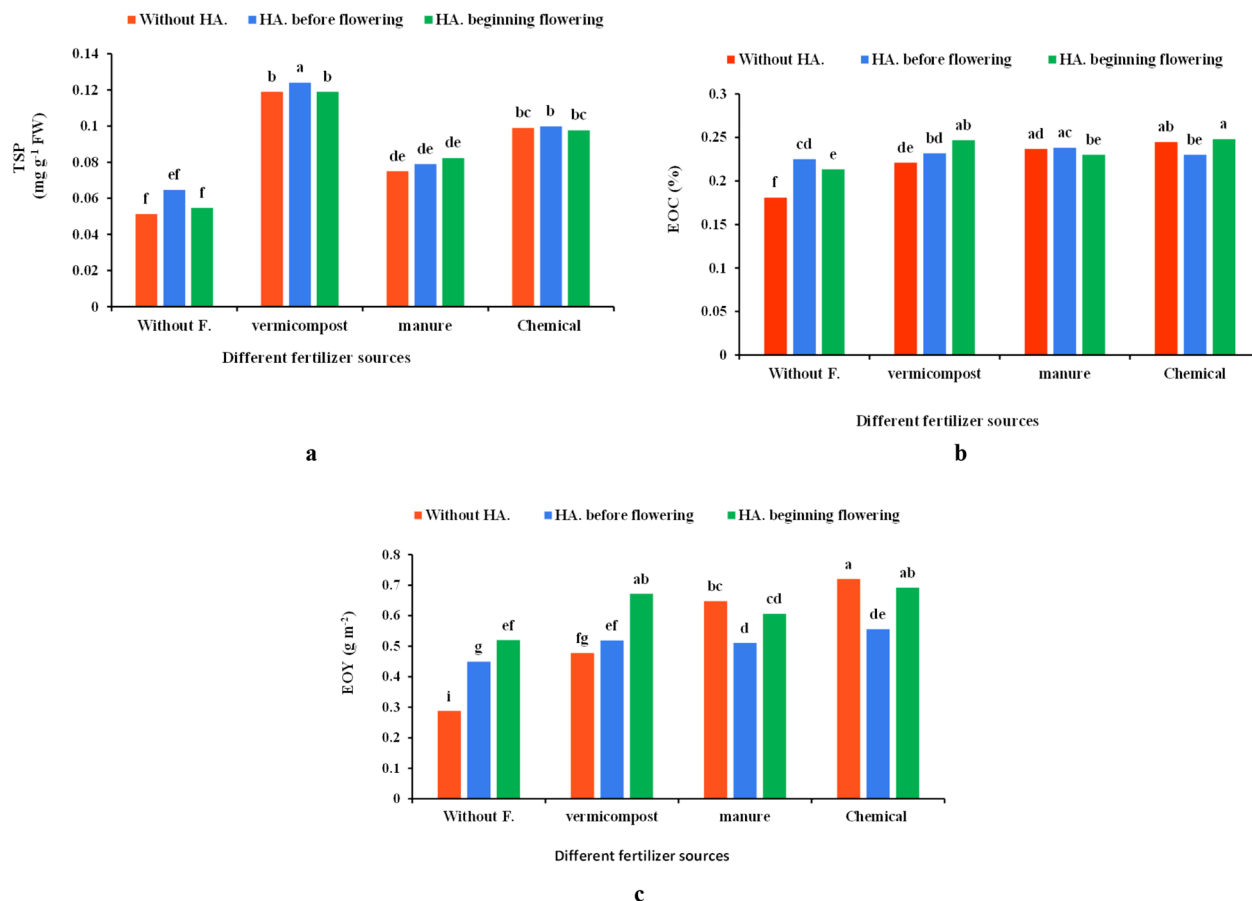 Without HA. HA. before flowering HA. beginning flowering
TSP
(mg g-1 FW)
0.14
0.12
0.1
0.08
0.06
0.04
0.02
0
f ef f b a b de de de bc b bc
Without F. vermicompost manure Chemical
Different fertilizer sources
a
Without HA. HA. before flowering HA. beginning flowering
EOC (%)
0.3
0.25
0.2
0.15
0.1
0.05
0
f cd e de bd ab ad ac be ab be a
Without F. vermicompost manure Chemical
Different fertilizer sources
b
Without HA. HA. before flowering HA. beginning flowering
EOY (g m-2)
0.8
0.7
0.6
0.5
0.4
0.3
0.2
0.1
0
i g ef fg ef ab bc d cd a de ab
Without F. vermicompost manure Chemical
Different fertilizer sources
c